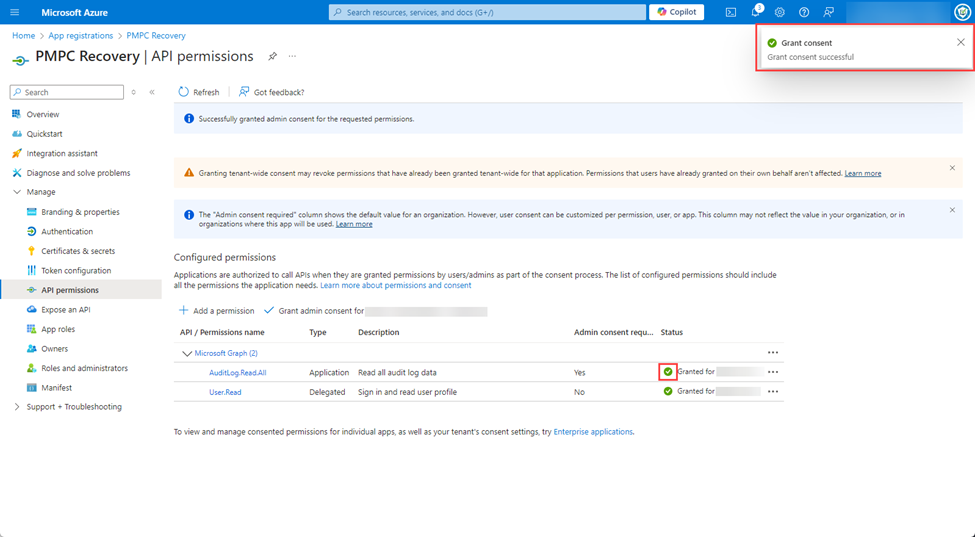 Microsoft Azure
Search resources, services, and docs (G+/)
Copilot
3
Home > App registrations > PMPC Recovery
PMPC Recovery | API permissions
Grant consent
Grant consent successful
Search
Refresh
Got feedback?
Overview
Quickstart
Integration assistant
Diagnose and solve problems
Manage
Branding & properties
Authentication
Certificates & secrets
Token configuration
API permissions
Expose an API
App roles
Owners
Roles and administrators
Manifest
Support + Troubleshooting
Successfully granted admin consent for the requested permissions.
Granting tenant-wide consent may revoke permissions that have already been granted tenant-wide for that application. Permissions that users have already granted on their own behalf aren't affected. Learn more
The "Admin consent required" column shows the default value for an organization. However, user consent can be customized per permission, user, or app. This column may not reflect the value in your organization, or in
organizations where this app will be used. Learn more
Configured permissions
Applications are authorized to call APIs when they are granted permissions by users/admins as part of the consent process. The list of configured permissions should include
all the permissions the application needs. Learn more about permissions and consent
Add a permission
Grant admin consent for
API / Permissions name Type Description Admin consent requ... Status
Microsoft Graph (2)
AuditLog.Read.All Application Read all audit log data Yes Granted for
User.Read Delegated Sign in and read user profile No Granted for
To view and manage consented permissions for individual apps, as well as your tenant's consent settings, try Enterprise applications.